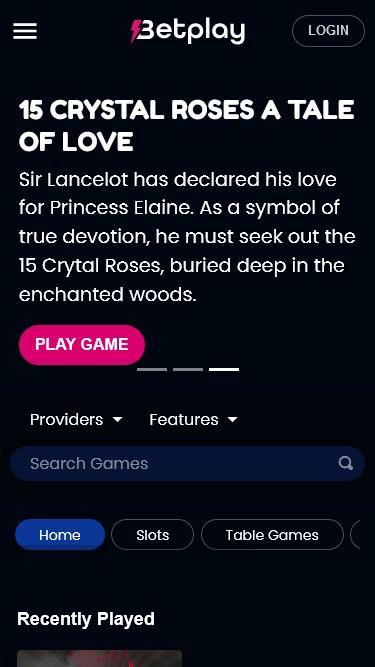 Betplay
LOGIN
15 CRYSTAL ROSES A TALE
OF LOVE
Sir Lancelot has declared his love
for Princess Elaine. As a symbol of
true devotion, he must seek out the
15 Crytal Roses, buried deep in the
enchanted woods.
PLAY GAME
Providers Features
Search Games
Home Slots Table Games
Recently Played